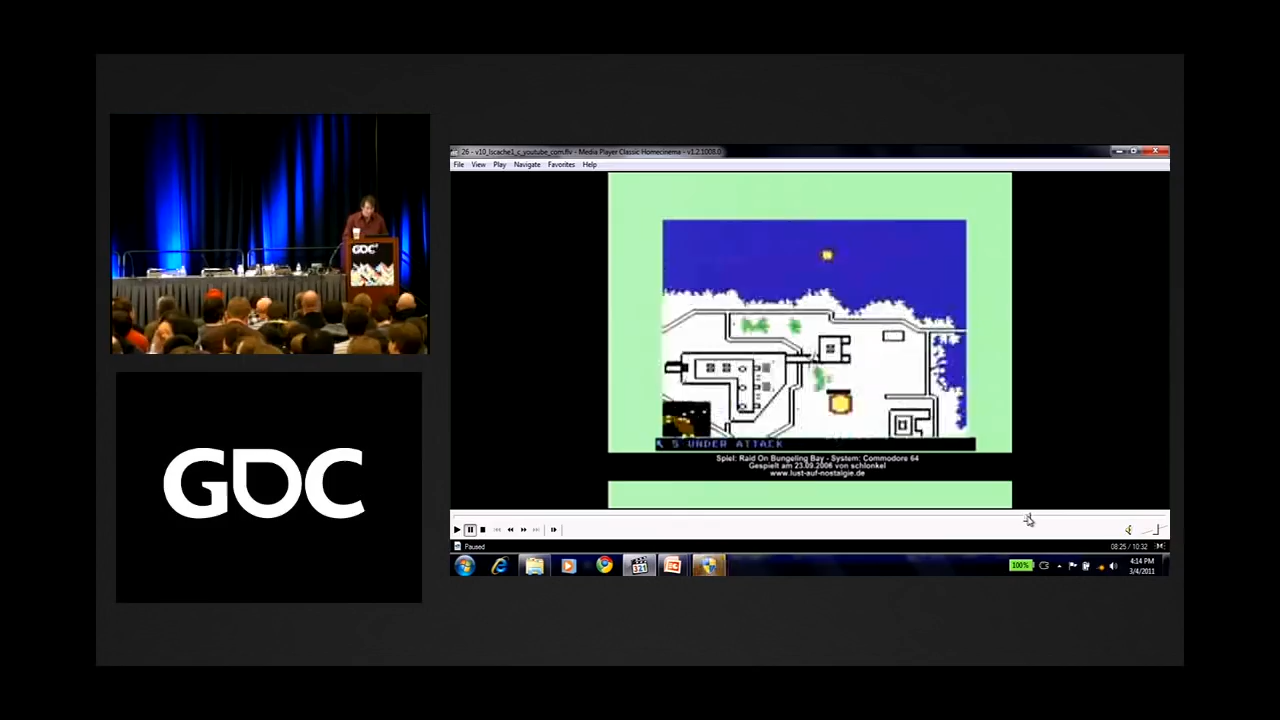 GDC
GDC
26 - v10_lscache1_c_youtube_com.flv - Media Player Classic Homecinema - v1.2.1008.0
File View Play Navigate Favorites Help
5 UNDER ATTACK
Spiel: Raid On Bungeling Bay - System: Commodore 64
Gespielt am 23.09.2006 von schlonkel
www.lust-auf-nostalgie.de
Paused
08:25 / 10:32
100%
4:14 PM
3/4/2011